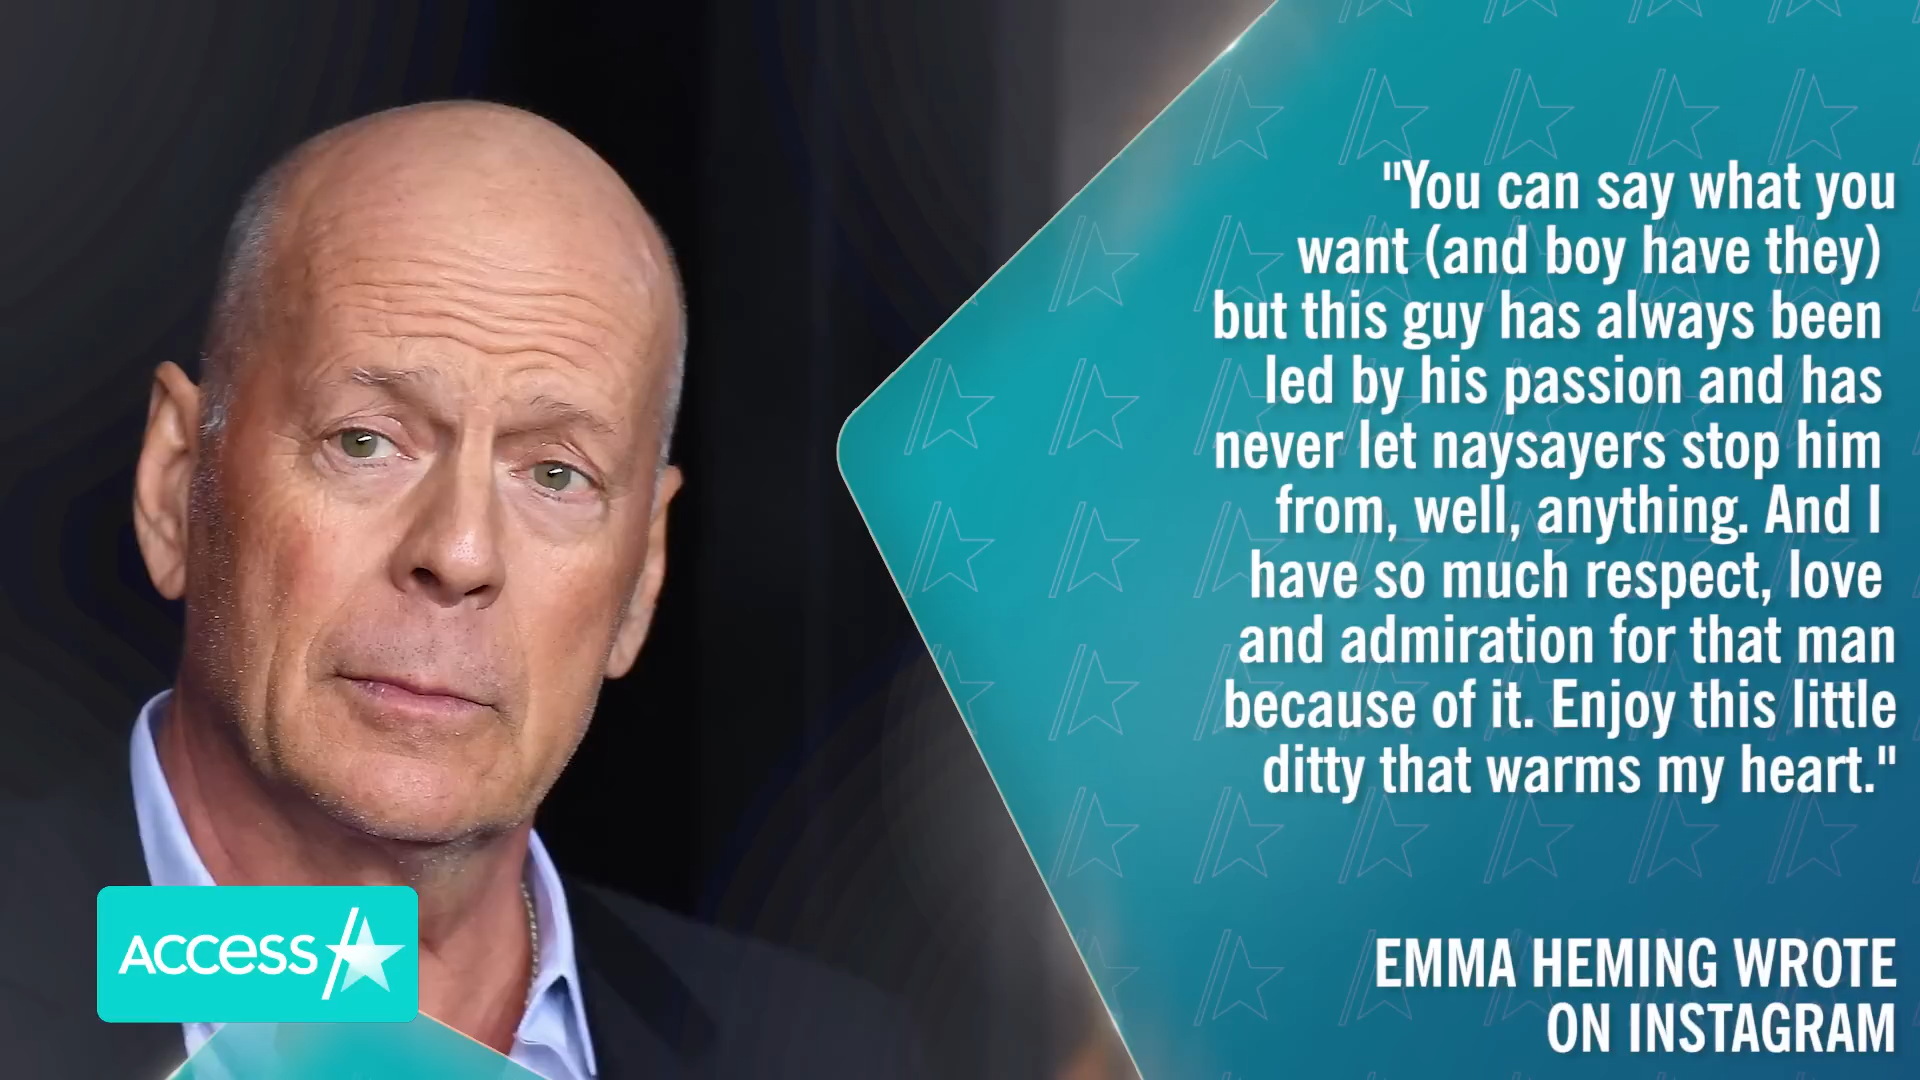 "You can say what you
want (and boy have they)
but this guy has always been
led by his passion and has
never let naysayers stop him
from, well, anything. And I
have so much respect, love
and admiration for that man
because of it. Enjoy this little
ditty that warms my heart."
EMMA HEMING WROTE
ON INSTAGRAM
ACCESS